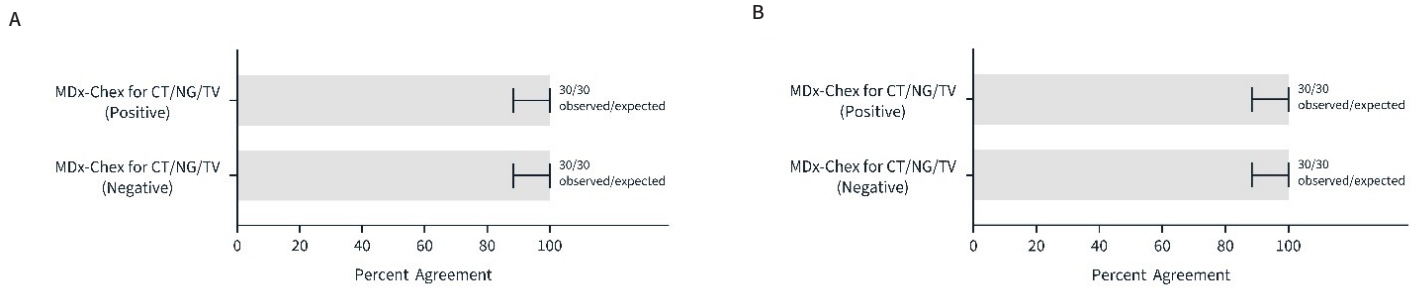 A
MDx-Chex for CT/NG/TV
(Positive)
30/30
observed/expected
MDx-Chex for CT/NG/TV
(Negative)
30/30
observed/expected
0 20 40 60 80 100
Percent Agreement
B
MDx-Chex for CT/NG/TV
(Positive)
30/30
observed/expected
MDx-Chex for CT/NG/TV
(Negative)
30/30
observed/expected
0 20 40 60 80 100
Percent Agreement